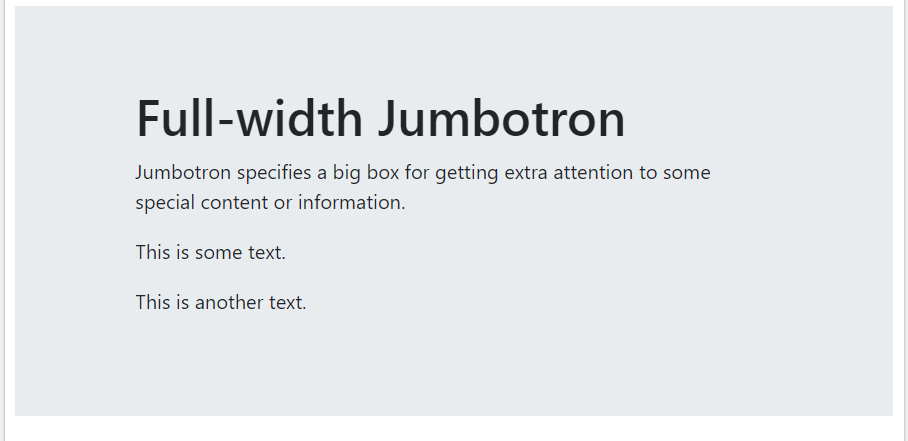 Full-width Jumbotron
Jumbotron specifies a big box for getting extra attention to some
special content or information.
This is some text.
This is another text.